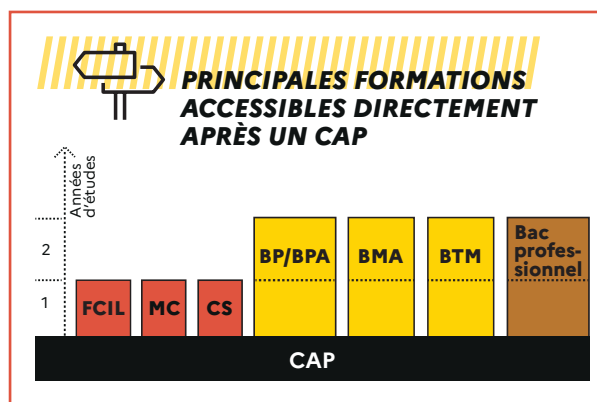 PRINCIPALES FORMATIONS
ACCESSIBLES DIRECTEMENT
APRÈS UN CAP
Années
d'études
2
1
FCIL
MC
CS
BP/BPA
BMA
BTM
Bac
profes-
sionnel
CAP